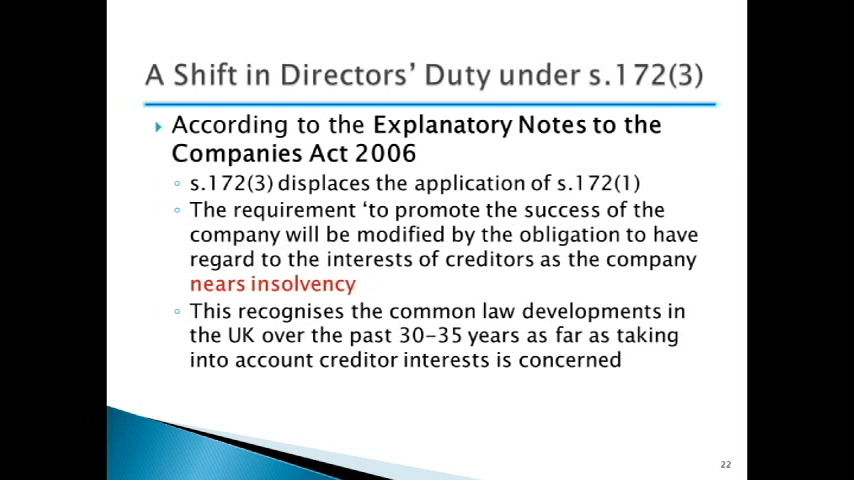 A Shift in Directors’ Duty under s.172(3)
According to the Explanatory Notes to the
Companies Act 2006
s.172(3) displaces the application of s.172(1)
The requirement ‘to promote the success of the
company will be modified by the obligation to have
regard to the interests of creditors as the company
nears insolvency
This recognises the common law developments in
the UK over the past 30-35 years as far as taking
into account creditor interests is concerned
22